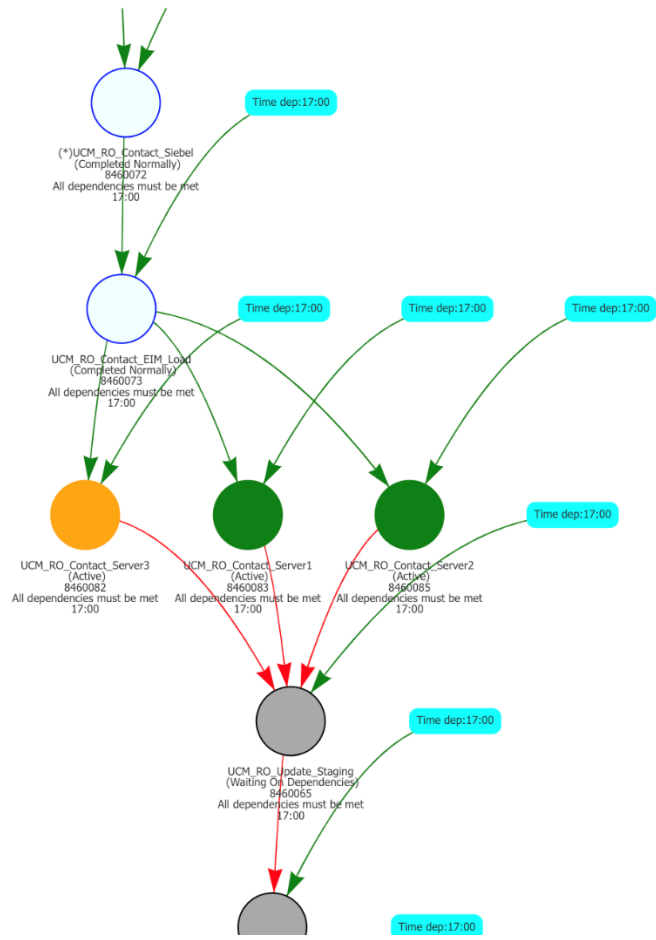 Time dep:17:00
(*)UCM_RO_Contact_Siebel
(Completed Normally)
8460072
All dependencies must be met
17:00
Time dep:17:00
Time dep:17:00
Time dep:17:00
UCM_RO_Contact_EIM_Load
(Completed Normally)
8460073
All dependencies must be met
17:00
Time dep:17:00
UCM_RO_Contact_Server3
(Active)
8460082
All dependencies must be met
17:00
UCM_RO_Contact_Server1
(Active)
8460083
All dependencies must be met
17:00
UCM_RO_Contact_Server2
(Active)
8460085
All dependencies must be met
17:00
Time dep:17:00
UCM_RO_Update_Staging
(Waiting On Dependencies)
8460065
All dependencies must be met
17:00
Time dep:17:00